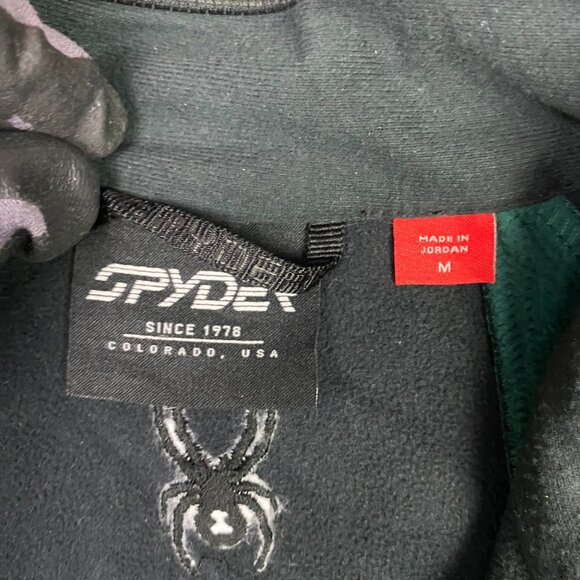 SPYDER
SINCE 1978
COLORADO, USA
MADE IN
JORDAN
M